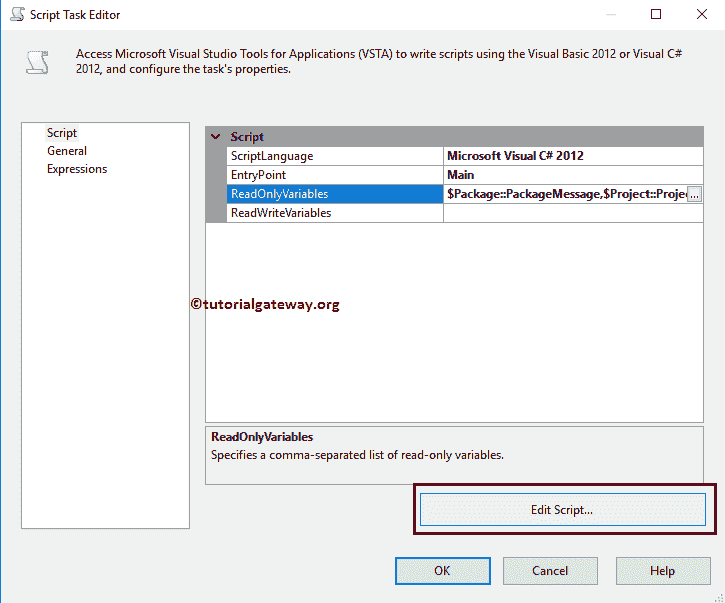 Script Task Editor
Access Microsoft Visual Studio Tools for Applications (VSTA) to write scripts using the Visual Basic 2012 or Visual C#
2012, and configure the task's properties.
Script
General
Expressions
Script
ScriptLanguage Microsoft Visual C# 2012
EntryPoint Main
ReadOnlyVariables $Package::PackageMessage,$Project::Projec ...
ReadWriteVariables
©tutorialgateway.org
ReadOnlyVariables
Specifies a comma-separated list of read-only variables.
Edit Script...
OK Cancel Help